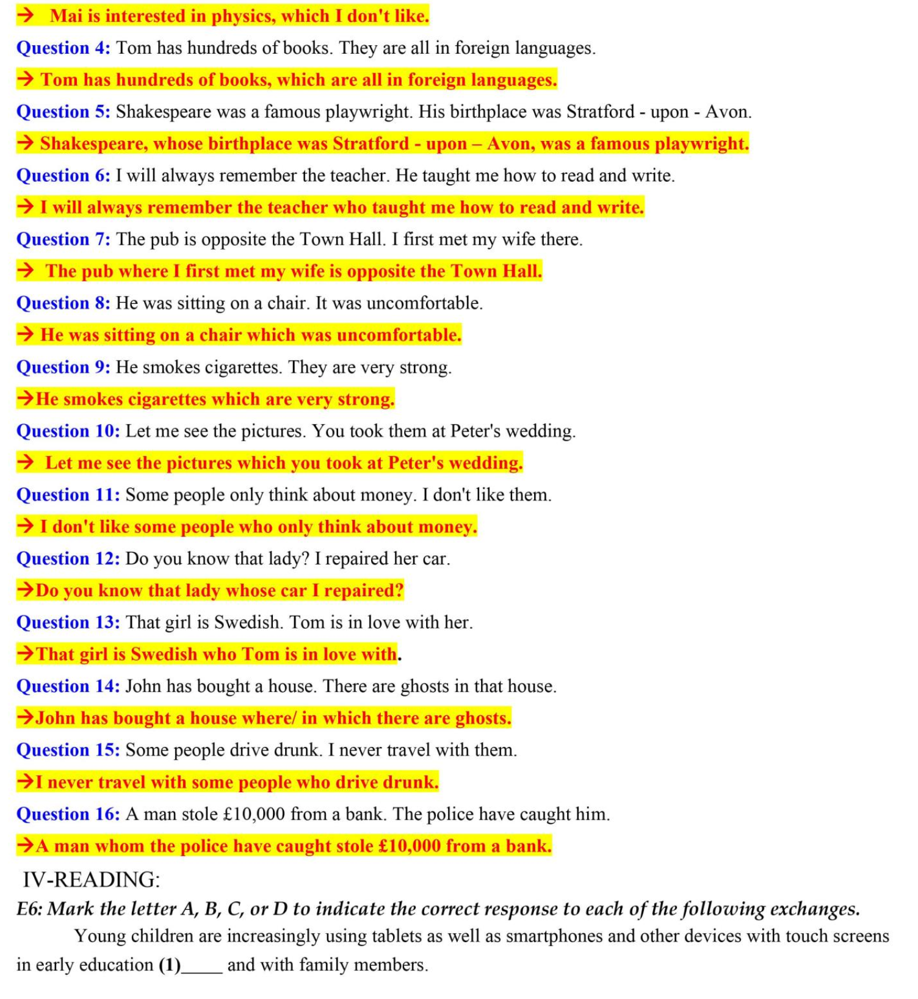 → Mai is interested in physics, which I don't like.
Question 4: Tom has hundreds of books. They are all in foreign languages.
→ Tom has hundreds of books, which are all in foreign languages.
Question 5: Shakespeare was a famous playwright. His birthplace was Stratford - upon - Avon.
→ Shakespeare, whose birthplace was Stratford - upon – Avon, was a famous playwright.
Question 6: I will always remember the teacher. He taught me how to read and write.
→ I will always remember the teacher who taught me how to read and write.
Question 7: The pub is opposite the Town Hall. I first met my wife there.
→ The pub where I first met my wife is opposite the Town Hall.
Question 8: He was sitting on a chair. It was uncomfortable.
→ He was sitting on a chair which was uncomfortable.
Question 9: He smokes cigarettes. They are very strong.
→He smokes cigarettes which are very strong.
Question 10: Let me see the pictures. You took them at Peter's wedding.
→ Let me see the pictures which you took at Peter's wedding.
Question 11: Some people only think about money. I don't like them.
→ I don't like some people who only think about money.
Question 12: Do you know that lady? I repaired her car.
→Do you know that lady whose car I repaired?
Question 13: That girl is Swedish. Tom is in love with her.
→That girl is Swedish who Tom is in love with.
Question 14: John has bought a house. There are ghosts in that house.
→John has bought a house where/ in which there are ghosts.
Question 15: Some people drive drunk. I never travel with them.
→I never travel with some people who drive drunk.
Question 16: A man stole £10,000 from a bank. The police have caught him.
→A man whom the police have caught stole £10,000 from a bank.
IV-READING:
E6: Mark the letter A, B, C, or D to indicate the correct response to each of the following exchanges.
Young children are increasingly using tablets as well as smartphones and other devices with touch screens
in early education (1)____ and with family members.